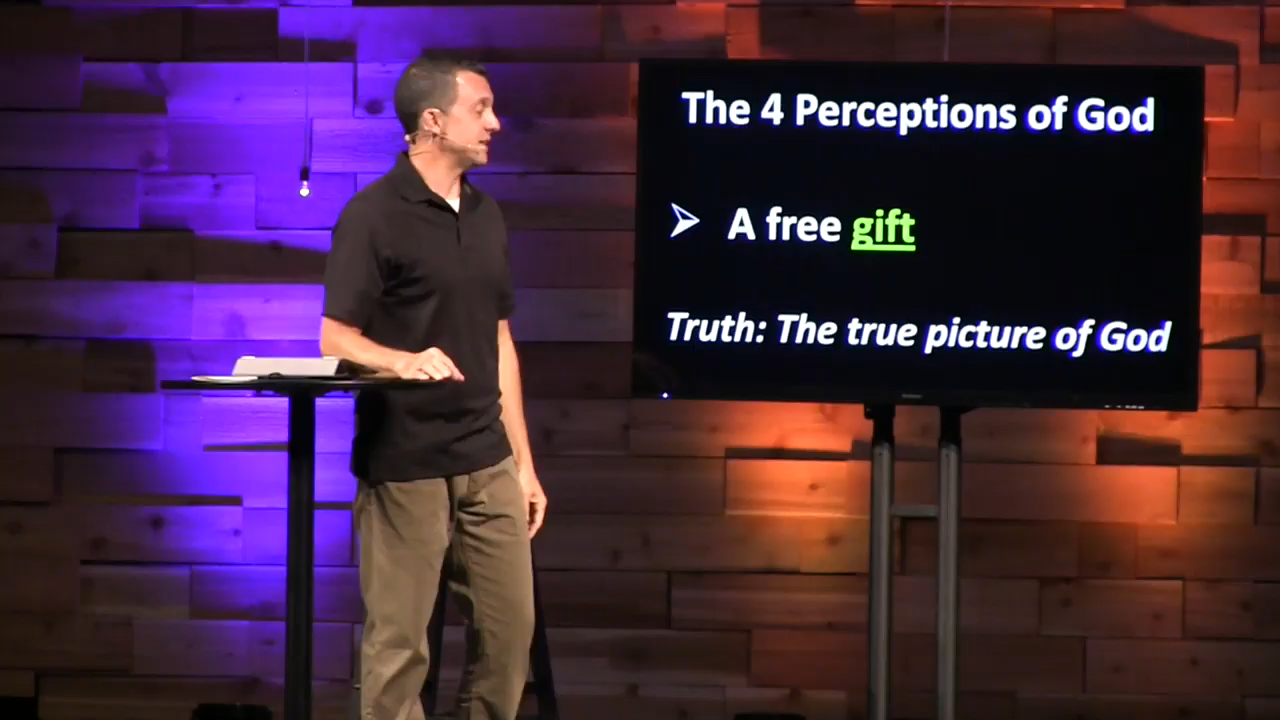 The 4 Perceptions of God
A free gift
Truth: The true picture of God